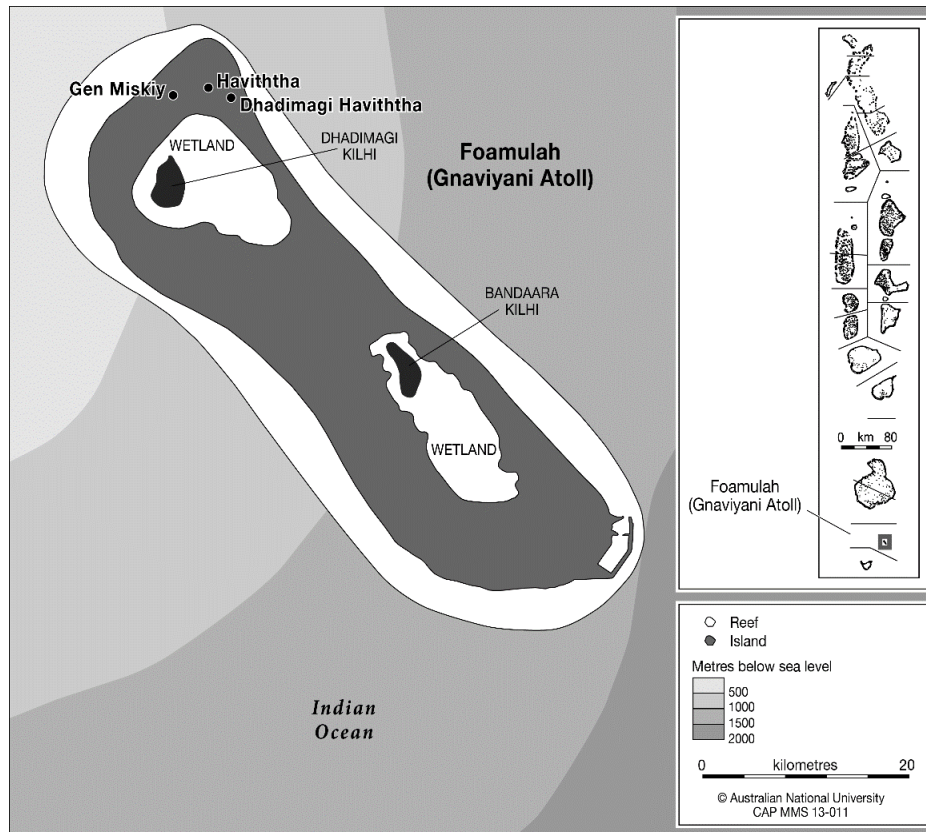 Gen Miskiy
Haviththa
Dhadimagi Haviththa
WETLAND
DHADIMAGI
KILHI
Foamulah
(Gnaviyani Atoll)
BANDAARA
KILHI
WETLAND
Indian
Ocean
0 km 80
Foamulah
(Gnaviyani Atoll)
Reef
Island
Metres below sea level
500
1000
1500
2000
0 kilometres 20
© Australian National University
CAP MMS 13-011